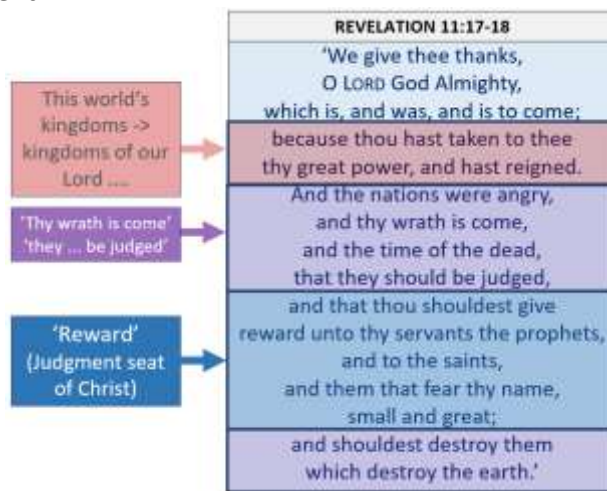 REVELATION 11:17-18
'We give thee thanks,
O LORD God Almighty,
which is, and was, and is to come;
because thou hast taken to thee
thy great power, and hast reigned.
And the nations were angry,
and thy wrath is come,
and the time of the dead,
that they should be judged,
and that thou shouldest give
reward unto thy servants the prophets,
and to the saints,
and them that fear thy name,
small and great;
and shouldest destroy them
which destroy the earth.'
This world's
kingdoms ->
kingdoms of our
Lord ....
'Thy wrath is come'
'they ... be judged'
'Reward'
(Judgment seat
of Christ)